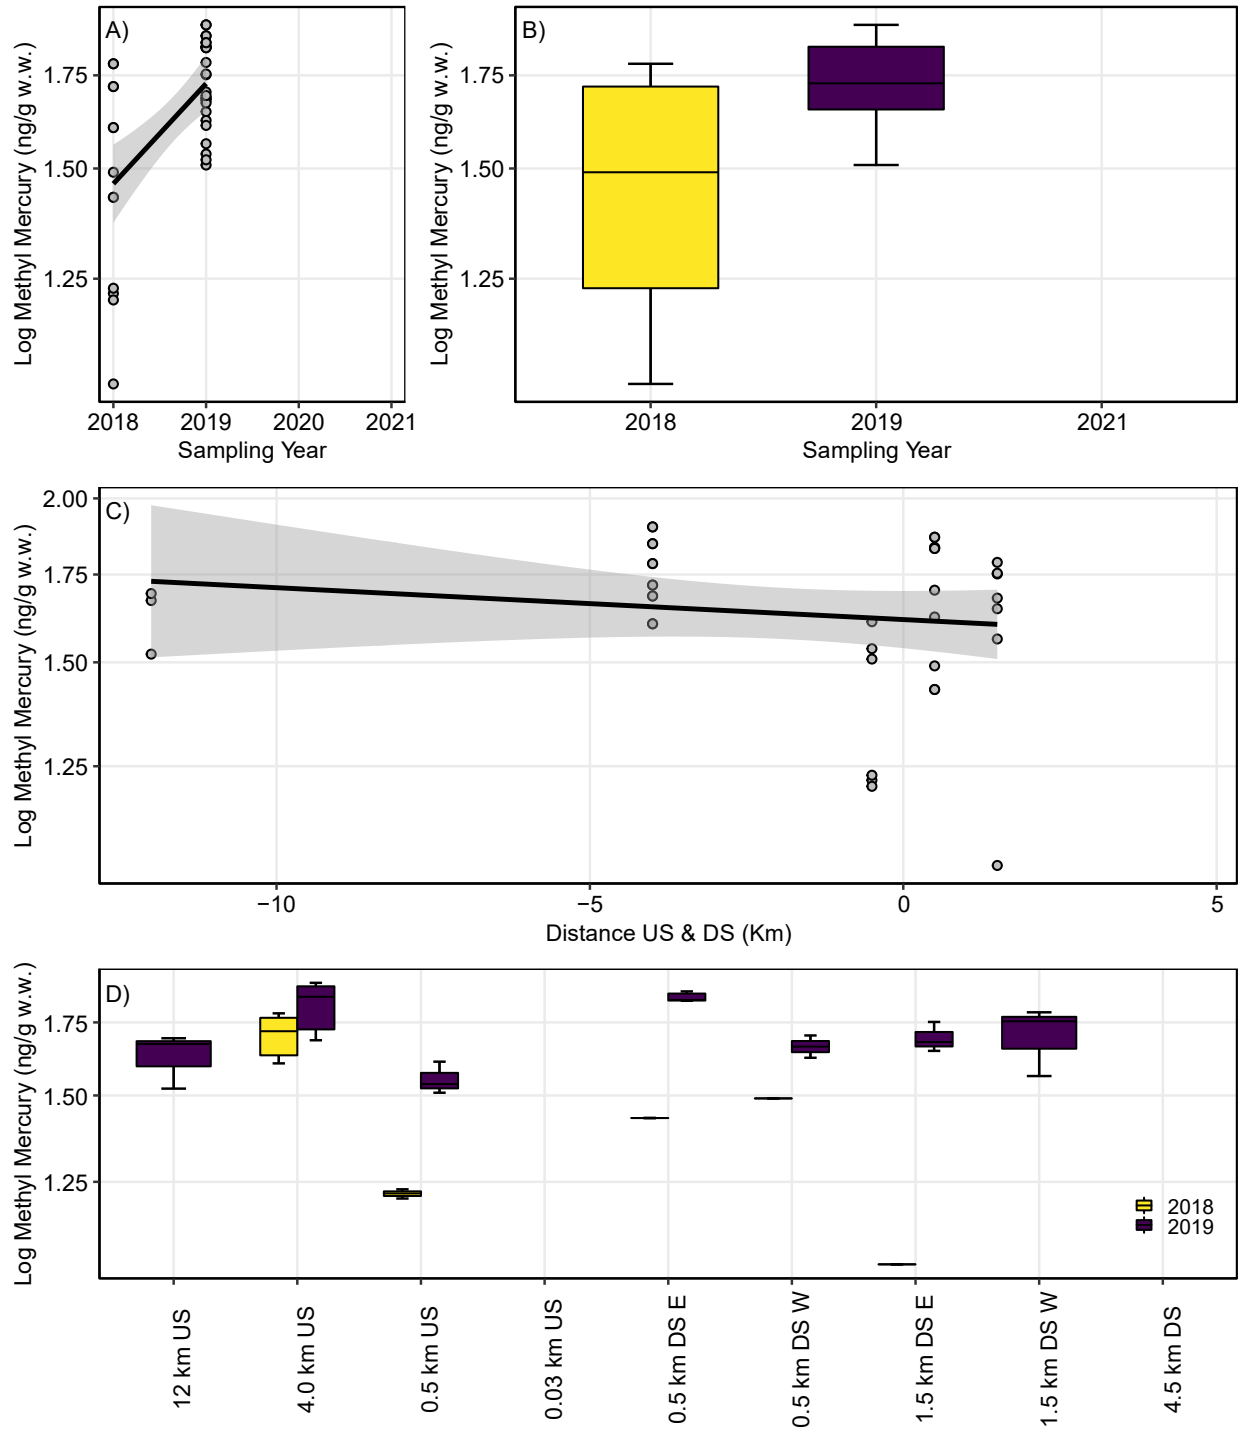 A)
Log Methyl Mercury (ng/g w.w.)
1.75
1.50
1.25
2018 2019 2020 2021
Sampling Year
B)
Log Methyl Mercury (ng/g w.w.)
1.75
1.50
1.25
2018 2019 2021
Sampling Year
C)
Log Methyl Mercury (ng/g w.w.)
2.00
1.75
1.50
1.25
−10 −5 0 5
Distance US & DS (Km)
D)
Log Methyl Mercury (ng/g w.w.)
1.75
1.50
1.25
2018
2019
12 km US
4.0 km US
0.5 km US
0.03 km US
0.5 km DS E
0.5 km DS W
1.5 km DS E
1.5 km DS W
4.5 km DS